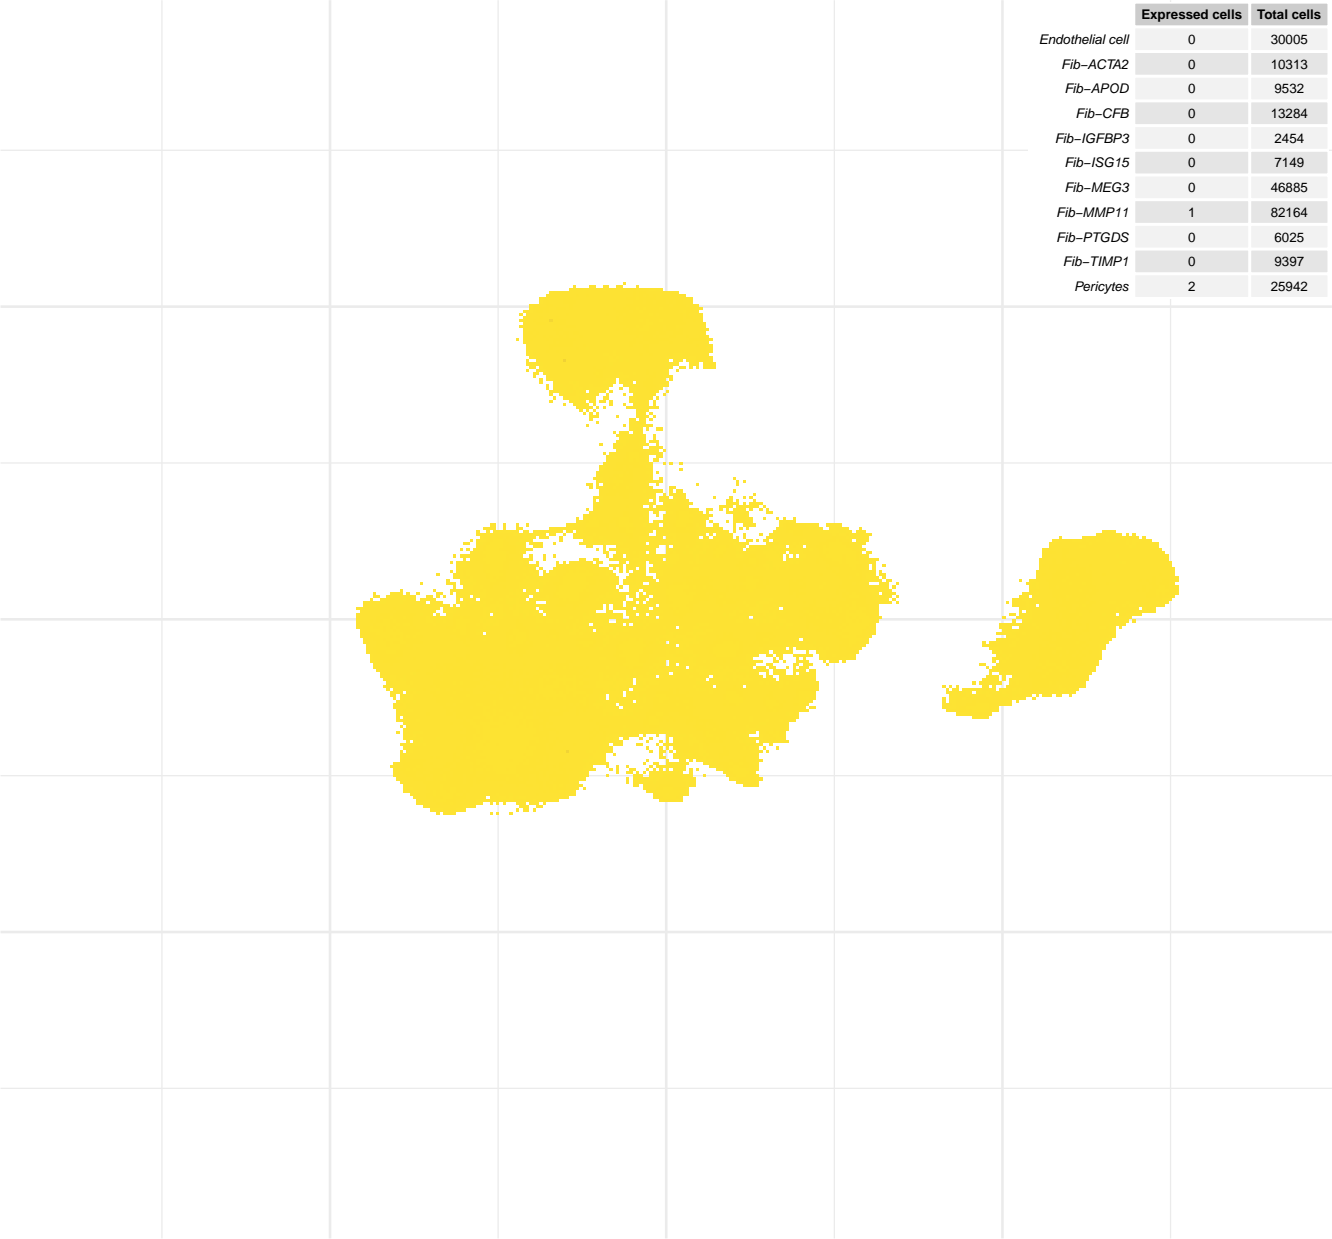 Expressed cells Total cells
Endothelial cell 0 30005
Fib−ACTA2 0 10313
Fib−APOD 0 9532
Fib−CFB 0 13284
Fib−IGFBP3 0 2454
Fib−ISG15 0 7149
Fib−MEG3 0 46885
Fib−MMP11 1 82164
Fib−PTGDS 0 6025
Fib−TIMP1 0 9397
Pericytes 2 25942